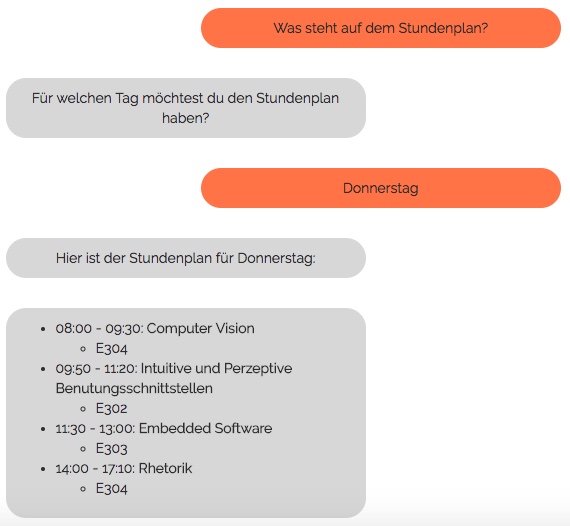 Was steht auf dem Stundenplan?
Für welchen Tag möchtest du den Stundenplan
haben?
Donnerstag
Hier ist der Stundenplan für Donnerstag:
• 08:00 - 09:30: Computer Vision
◦ E304
• 09:50 - 11:20: Intuitive und Perzeptive
Benutungsschnittstellen
◦ E302
• 11:30 - 13:00: Embedded Software
◦ E303
• 14:00 - 17:10: Rhetorik
◦ E304